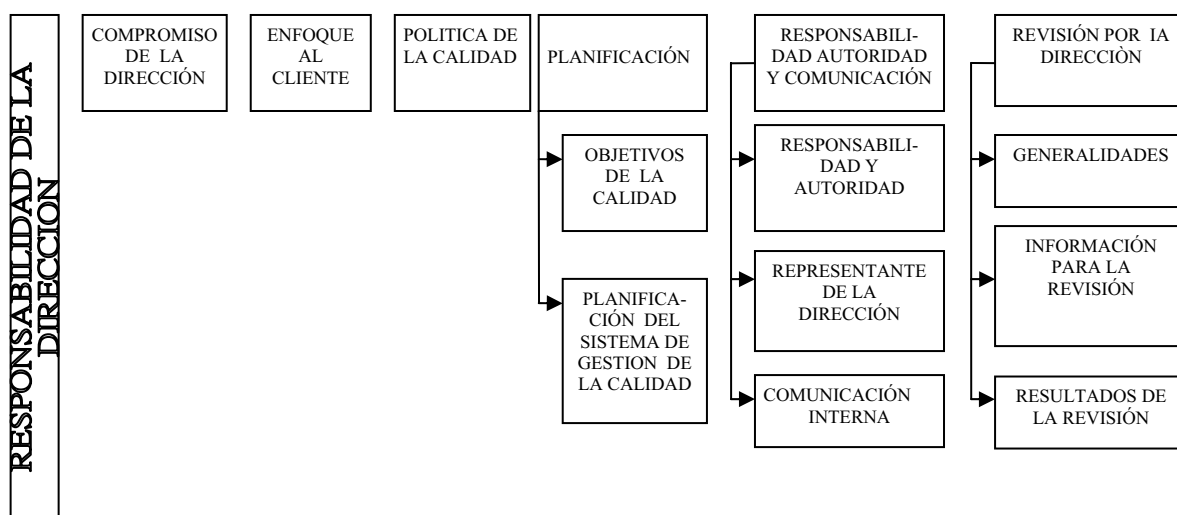 RESPONSABILIDAD DE LA
DIRECCION
COMPROMISO
DE LA
DIRECCIÓN
ENFOQUE
AL
CLIENTE
POLITICA DE
LA CALIDAD
PLANIFICACIÓN
OBJETIVOS
DE LA
CALIDAD
PLANIFICA-
CIÓN DEL
SISTEMA DE
GESTION DE
LA CALIDAD
RESPONSABILI-
DAD AUTORIDAD
Y COMUNICACIÓN
RESPONSABILI-
DAD Y
AUTORIDAD
REPRESENTANTE
DE LA
DIRECCIÓN
COMUNICACIÓN
INTERNA
REVISIÓN POR IA
DIRECCIÒN
GENERALIDADES
INFORMACIÓN
PARA LA
REVISIÓN
RESULTADOS DE
LA REVISIÓN